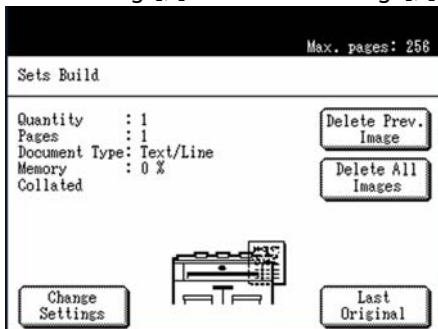 Max. pages: 256
Sets Build
Quantity : 1
Pages : 1
Document Type: Text/Line
Memory : 0 %
Collated
Delete Prev.
Image
Delete All
Images
Change
Settings
Last
Original